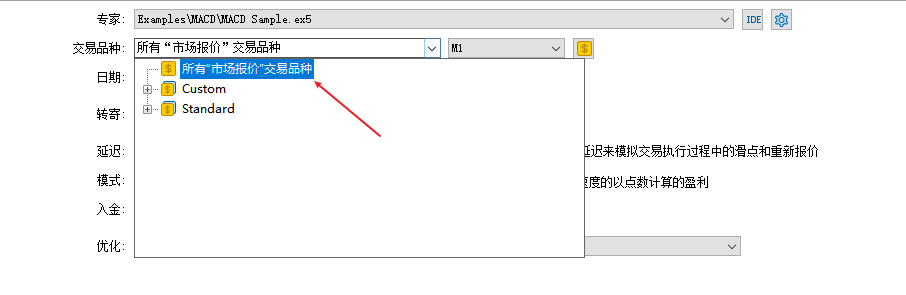 专家: Examples\MACD\MACD Sample.ex5 IDE
交易品种: 所有“市场报价”交易品种 M1
所有“市场报价”交易品种
日期:
Custom
Standard
转寄:
延迟: 延迟来模拟交易执行过程中的滑点和重新报价
模式: 速度的以点数计算的盈利
入金:
优化: